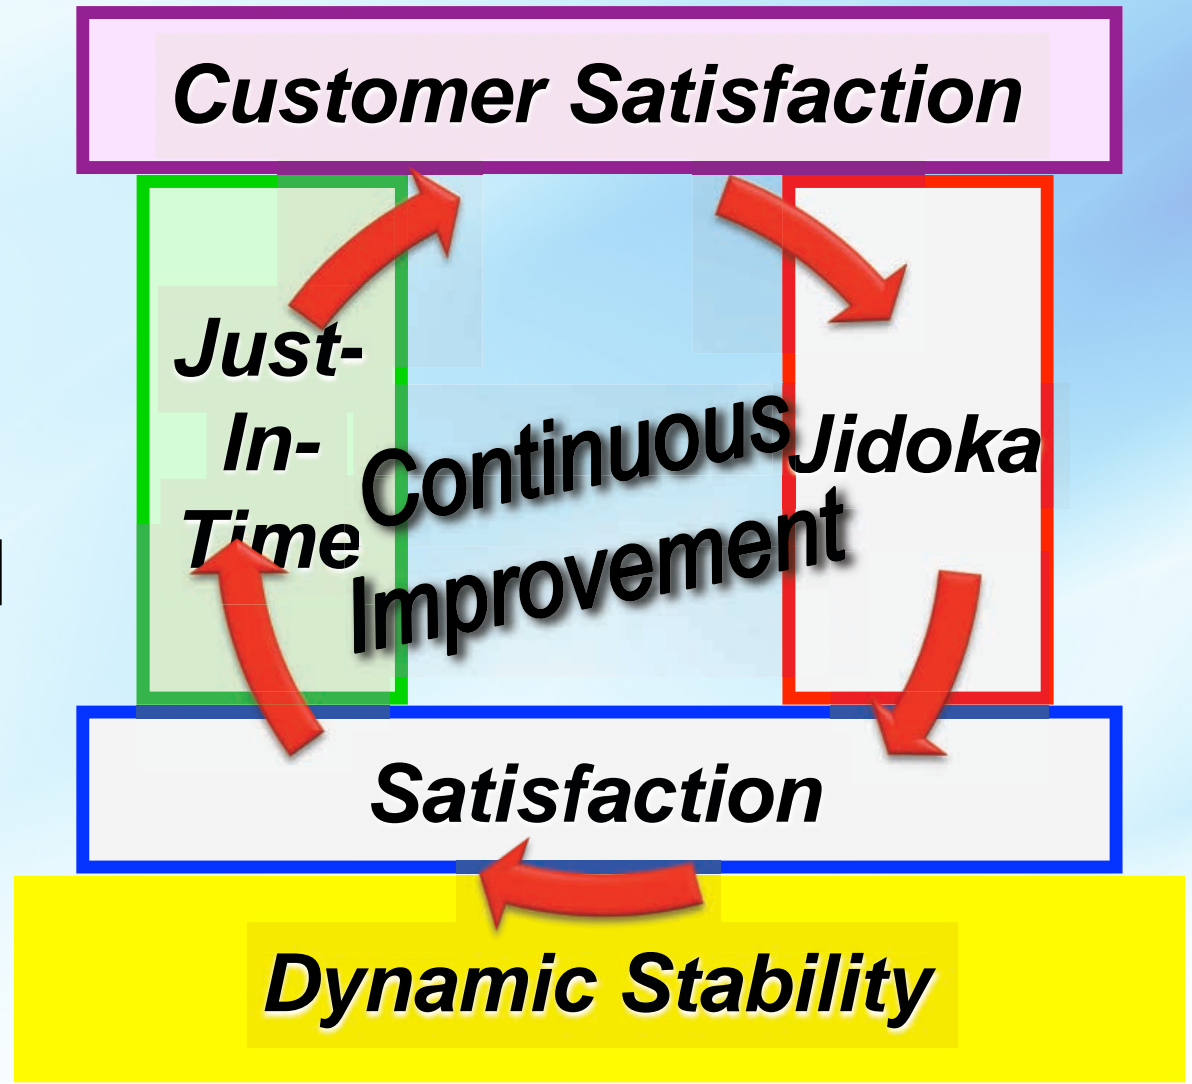 Customer Satisfaction
Just-
In-
Time
Continuous
Improvement
Jidoka
Satisfaction
Dynamic Stability